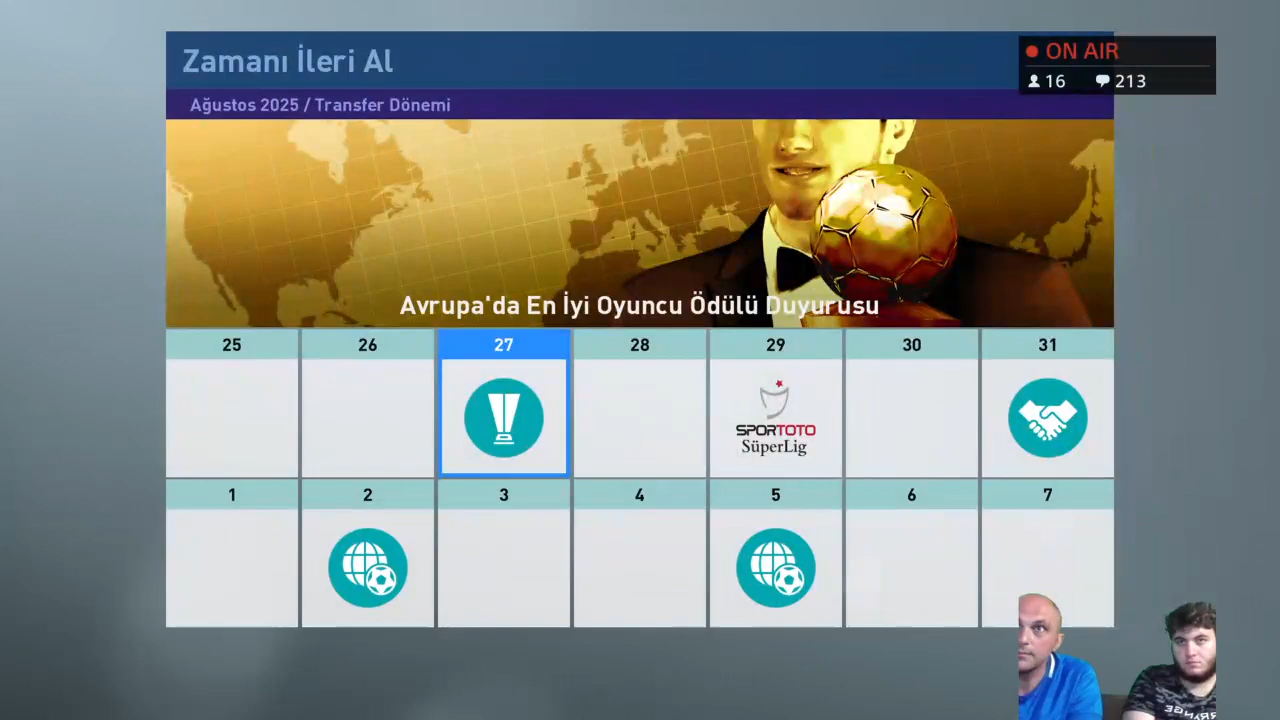 Zamanı İleri Al
ON AIR
16 213
Ağustos 2025 / Transfer Dönemi
Avrupa'da En İyi Oyuncu Ödülü Duyurusu
25 26 27 28 29 30 31
SPORTOTO
SüperLig
1 2 3 4 5 6 7